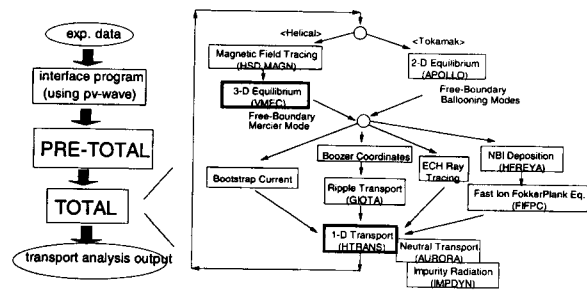 exp. data
interface program
(using pv-wave)
PRE-TOTAL
TOTAL
transport analysis output
<Helical>
<Tokamak>
Magnetic Field Tracing
(HSD,MAGN)
2-D Equilibrium
(APOLLO)
3-D Equilibrium
(VMEC)
Free-Boundary
Mercier Mode
Free-Boundary
Ballooning Modes
Bootstrap Current
Boozer Coordinates
Ripple Transport
(GIOTA)
ECH Ray
Tracing
NBI Deposition
(HFREYA)
Fast Ion FokkerPlank Eq.
(FIFPC)
1-D Transport
(HTRANS)
Neutral Transport
(AURORA)
Impurity Radiation
(IMPDYN)